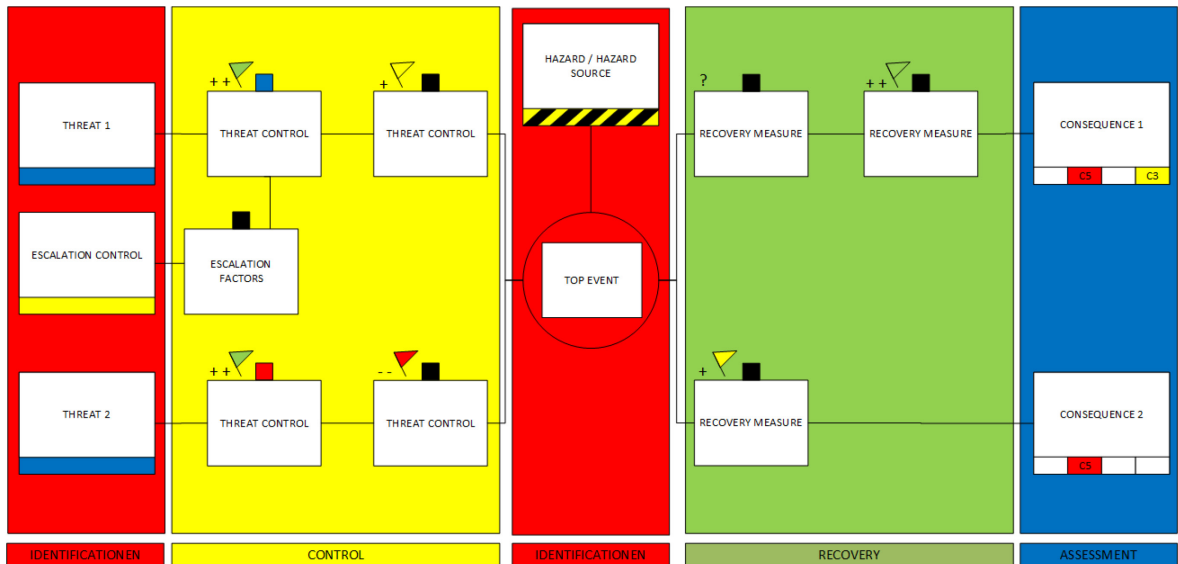 HAZARD / HAZARD
SOURCE
THREAT 1
+ +
THREAT CONTROL
+
THREAT CONTROL
?
RECOVERY MEASURE
+ +
RECOVERY MEASURE
CONSEQUENCE 1
C5
C3
ESCALATION CONTROL
ESCALATION
FACTORS
TOP EVENT
THREAT 2
+ +
THREAT CONTROL
- -
THREAT CONTROL
+
RECOVERY MEASURE
CONSEQUENCE 2
C5
IDENTIFICATIONEN
CONTROL
IDENTIFICATIONEN
RECOVERY
ASSESSMENT